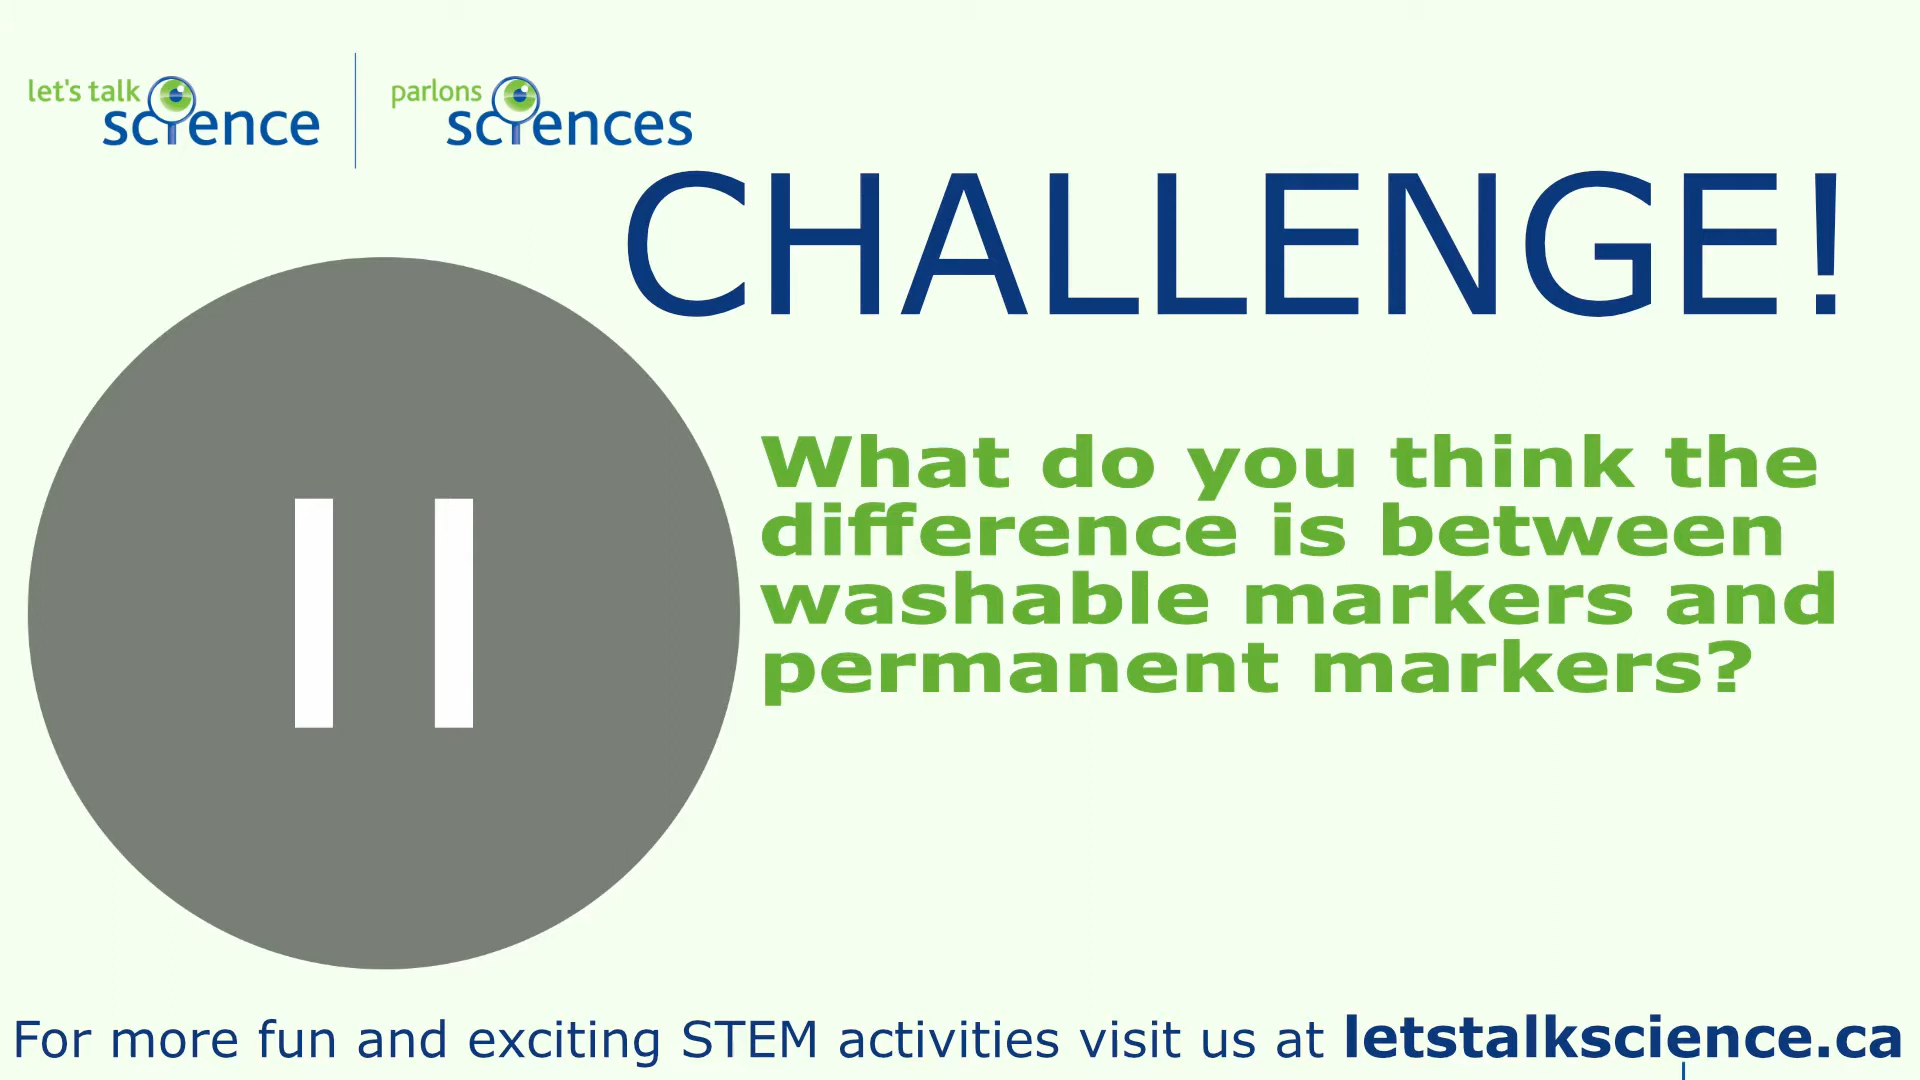 let's talk science
parlons sciences
CHALLENGE!
What do you think the
difference is between
washable markers and
permanent markers?
For more fun and exciting STEM activities visit us at letstalkscience.ca